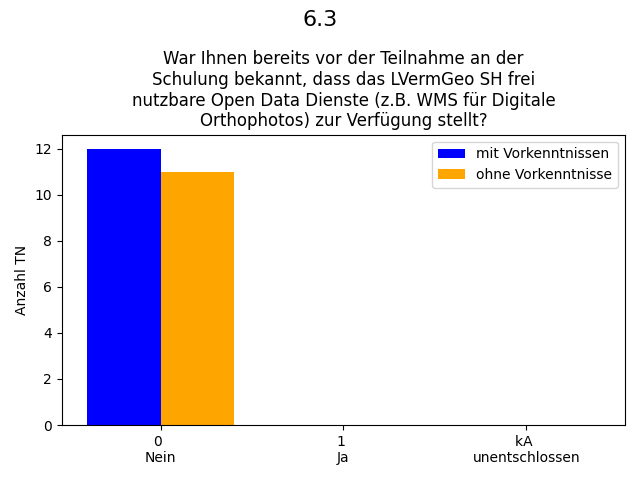 6.3
War Ihnen bereits vor der Teilnahme an der
Schulung bekannt, dass das LVermGeo SH frei
nutzbare Open Data Dienste (z.B. WMS für Digitale
Orthophotos) zur Verfügung stellt?
mit Vorkenntnissen
ohne Vorkenntnisse
Anzahl TN
12
10
8
6
4
2
0
0
Nein
1
Ja
kA
unentschlossen